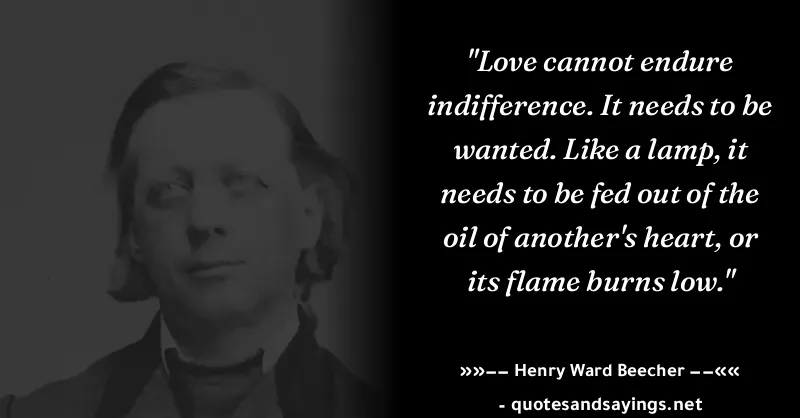 "Love cannot endure
indifference. It needs to be
wanted. Like a lamp, it
needs to be fed out of the
oil of another's heart, or
its flame burns low."
»»–– Henry Ward Beecher ––««
- quotesandsayings.net